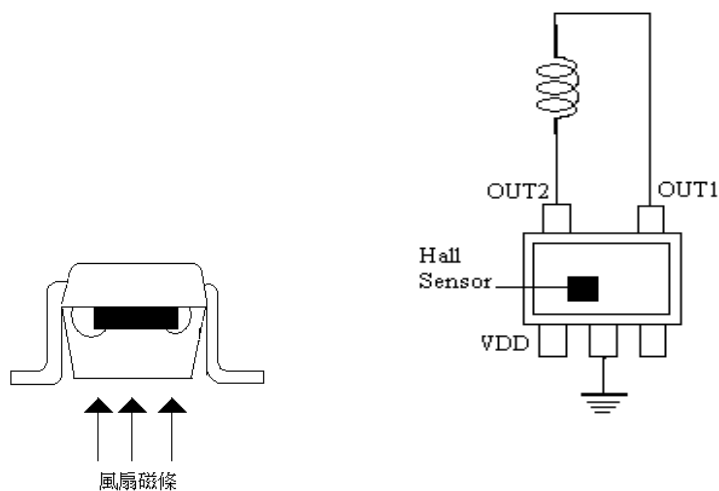 OUT2
OUT1
Hall
Sensor
VDD
風扇磁條